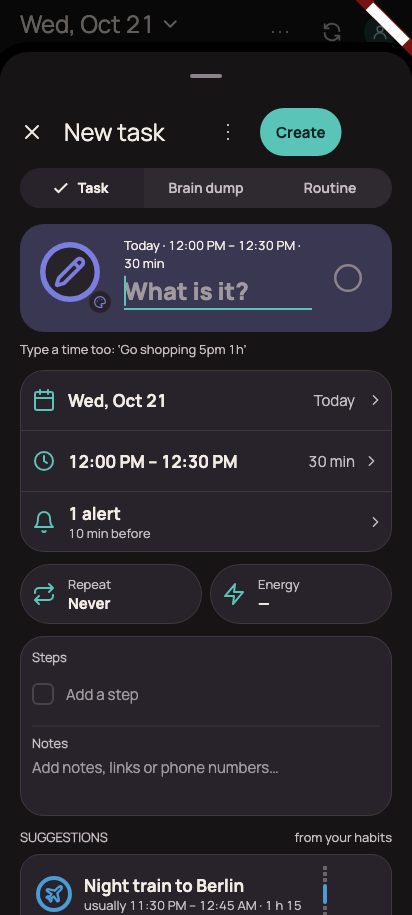 Wed, Oct 21
New task
Create
Task
Brain dump
Routine
Today · 12:00 PM – 12:30 PM ·
30 min
What is it?
Type a time too: 'Go shopping 5pm 1h'
Wed, Oct 21
Today
12:00 PM – 12:30 PM
30 min
1 alert
10 min before
Repeat
Never
Energy
–
Steps
Add a step
Notes
Add notes, links or phone numbers...
SUGGESTIONS
from your habits
Night train to Berlin
usually 11:30 PM – 12:45 AM · 1 h 15